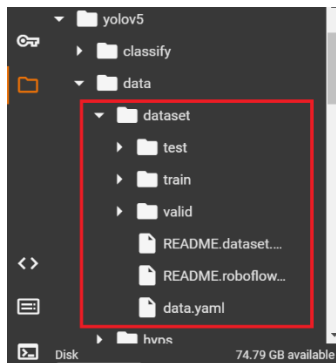 yolov5
classify
data
dataset
test
train
valid
README.dataset....
README.roboflow...
data.yaml
hyps
Disk 74.79 GB available